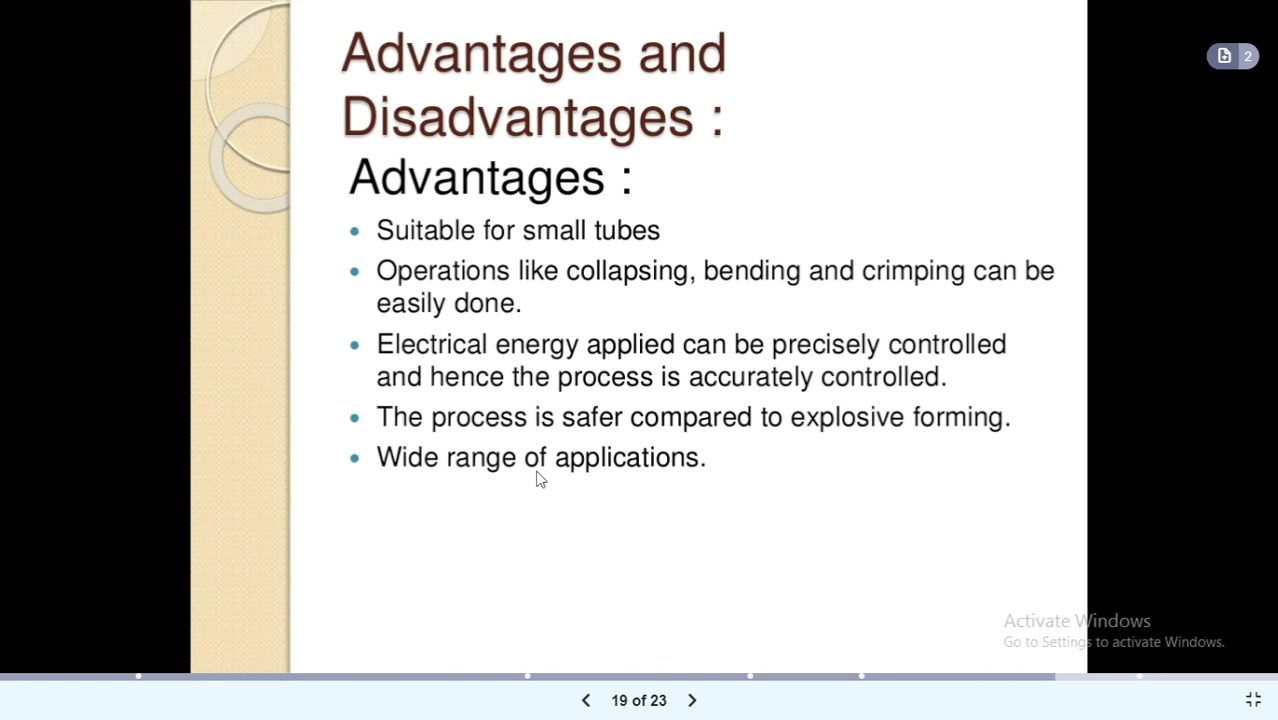 Advantages and
Disadvantages :
Advantages :
• Suitable for small tubes
• Operations like collapsing, bending and crimping can be
easily done.
• Electrical energy applied can be precisely controlled
and hence the process is accurately controlled.
• The process is safer compared to explosive forming.
• Wide range of applications.
2
Activate Windows
Go to Settings to activate Windows.
19 of 23